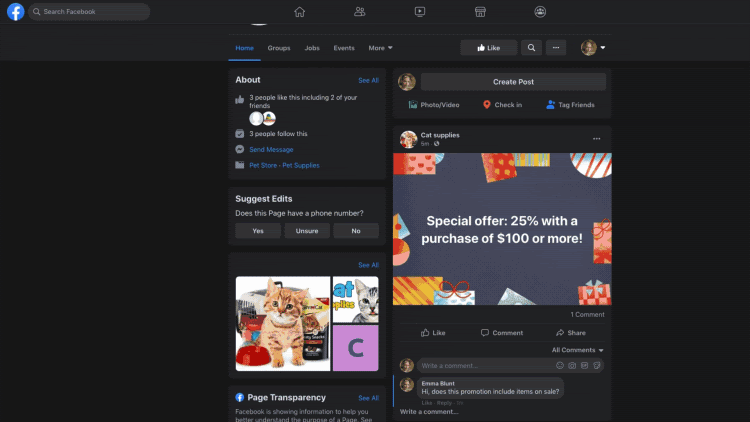 Search Facebook
Home Groups Jobs Events More
Like
About
See All
3 people like this including 2 of your
friends
3 people follow this
Send Message
Pet Store · Pet Supplies
Suggest Edits
Does this Page have a phone number?
Yes Unsure No
See All
at
plies
C
Page Transparency
See All
Facebook is showing information to help you
better understand the purpose of a Page. See
Create Post
Photo/Video Check in Tag Friends
Cat supplies
5m
Special offer: 25% with a
purchase of $100 or more!
1 Comment
Like Comment Share
All Comments
Write a comment...
Emma Blunt
Hi, does this promotion include items on sale?
Like · Reply
Write a comment...